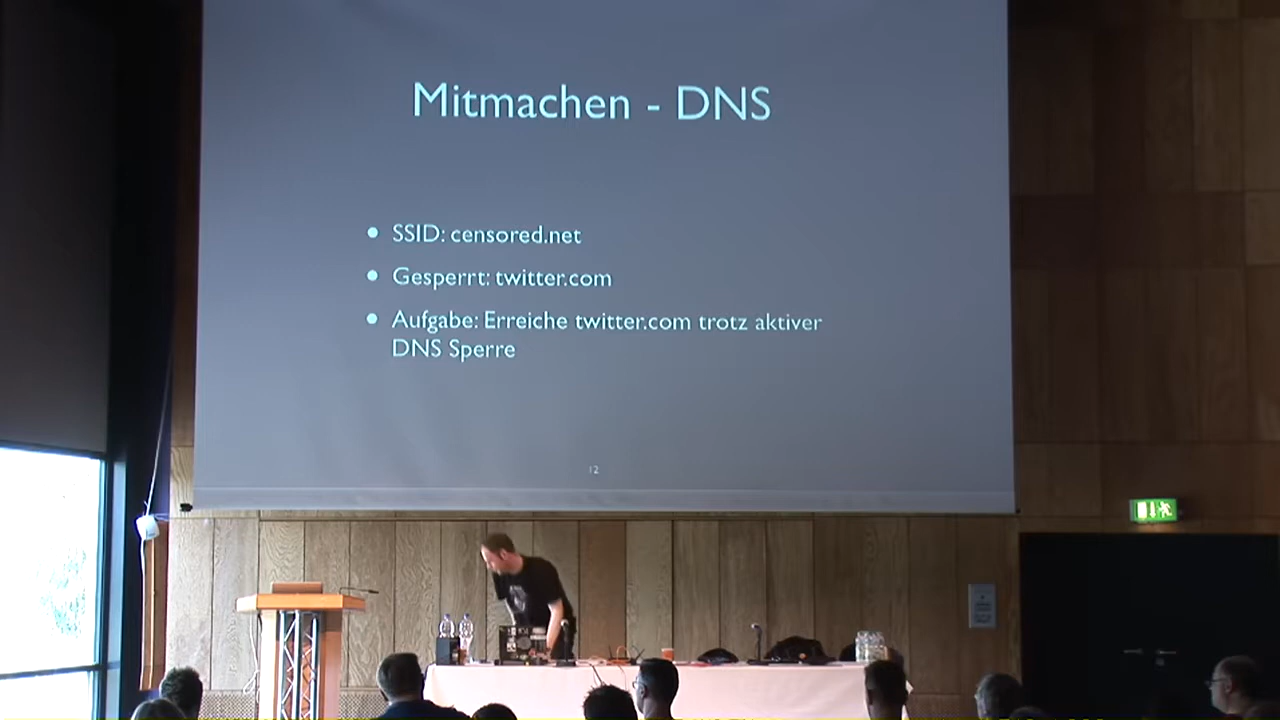 Mitmachen - DNS
• SSID: censored.net
• Gesperrt: twitter.com
• Aufgabe: Erreiche twitter.com trotz aktiver
DNS Sperre
12